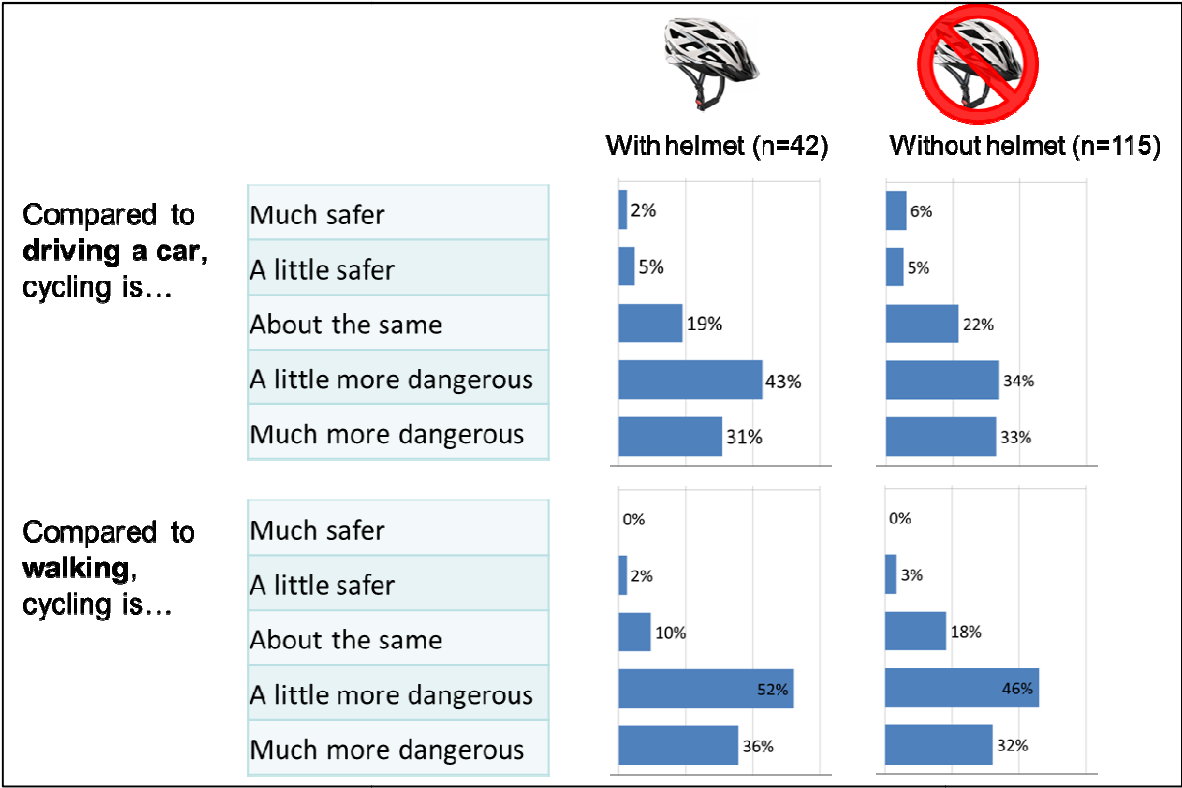 With helmet (n=42)
Without helmet (n=115)
Compared to
driving a car,
cycling is...
Much safer
2%
6%
A little safer
5%
5%
About the same
19%
22%
A little more dangerous
43%
34%
Much more dangerous
31%
33%
Compared to
walking,
cycling is...
Much safer
0%
0%
A little safer
2%
3%
About the same
10%
18%
A little more dangerous
52%
46%
Much more dangerous
36%
32%